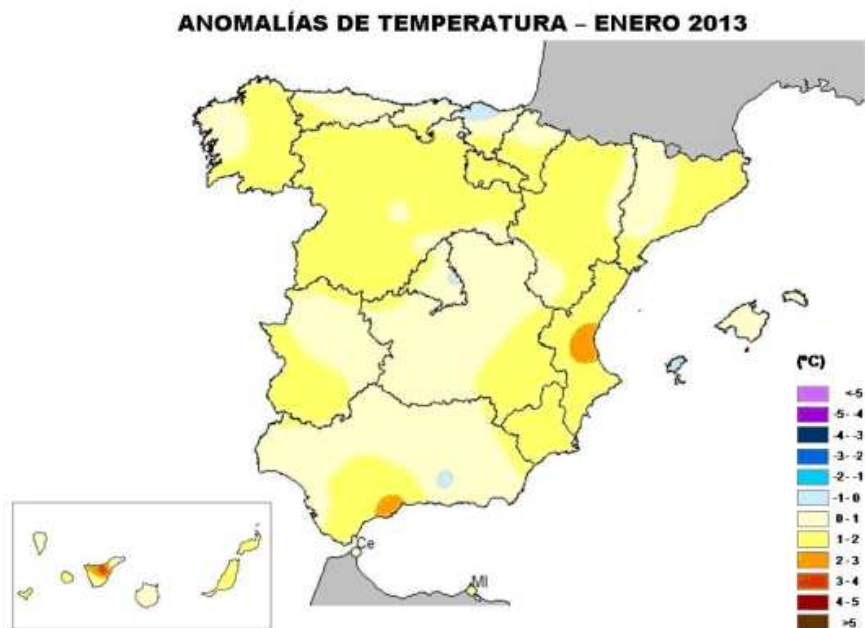 ANOMALÍAS DE TEMPERATURA – ENERO 2013
(ºC)
<-5
-5 - -4
-4 - -3
-3 - -2
-2 - -1
-1 - 0
0 - 1
1 - 2
2 - 3
3 - 4
4 - 5
>5
Ce
Ml